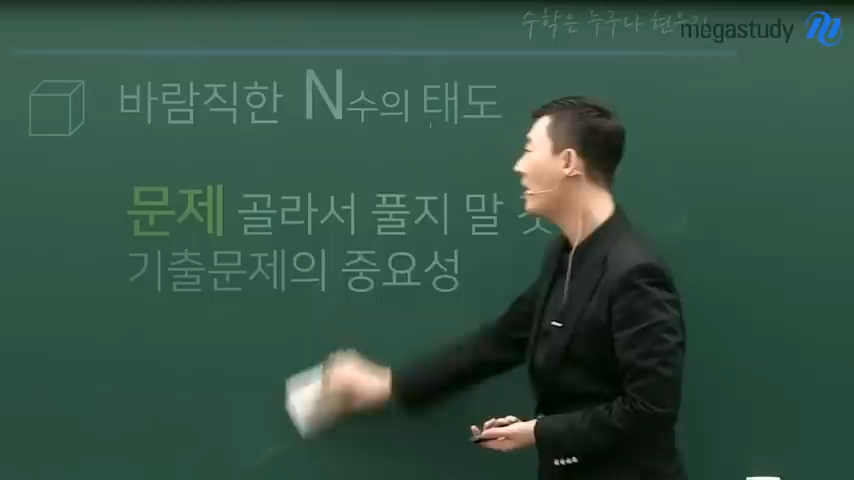 수학은 누구나 현우진
megastudy
바람직한 N수의 태도
문제 골라서 풀지 말 것
기출문제의 중요성